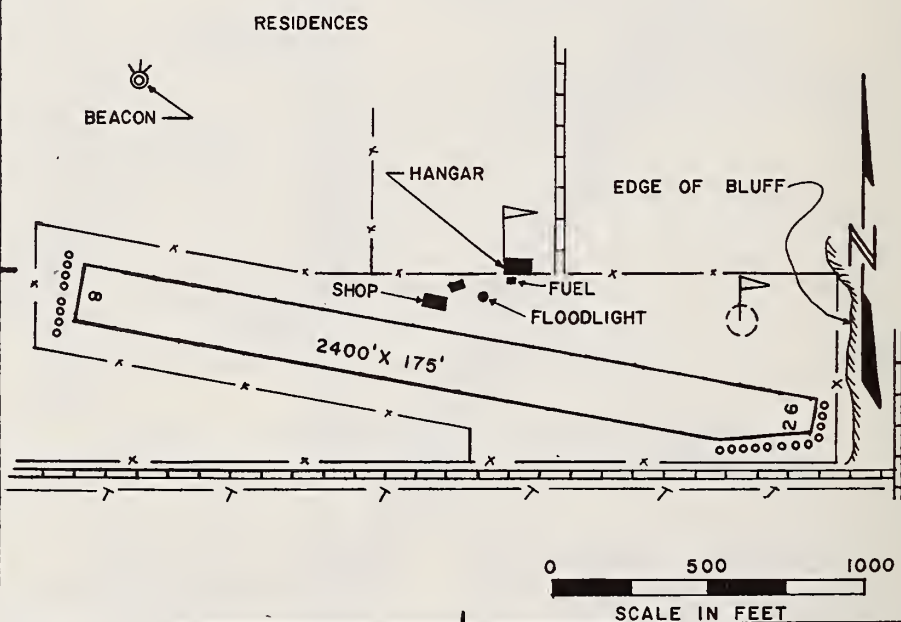 RESIDENCES
BEACON
HANGAR
EDGE OF BLUFF
N
SHOP
FUEL
FLOODLIGHT
8
2400' X 175'
26
T T T T T T
0 500 1000
SCALE IN FEET